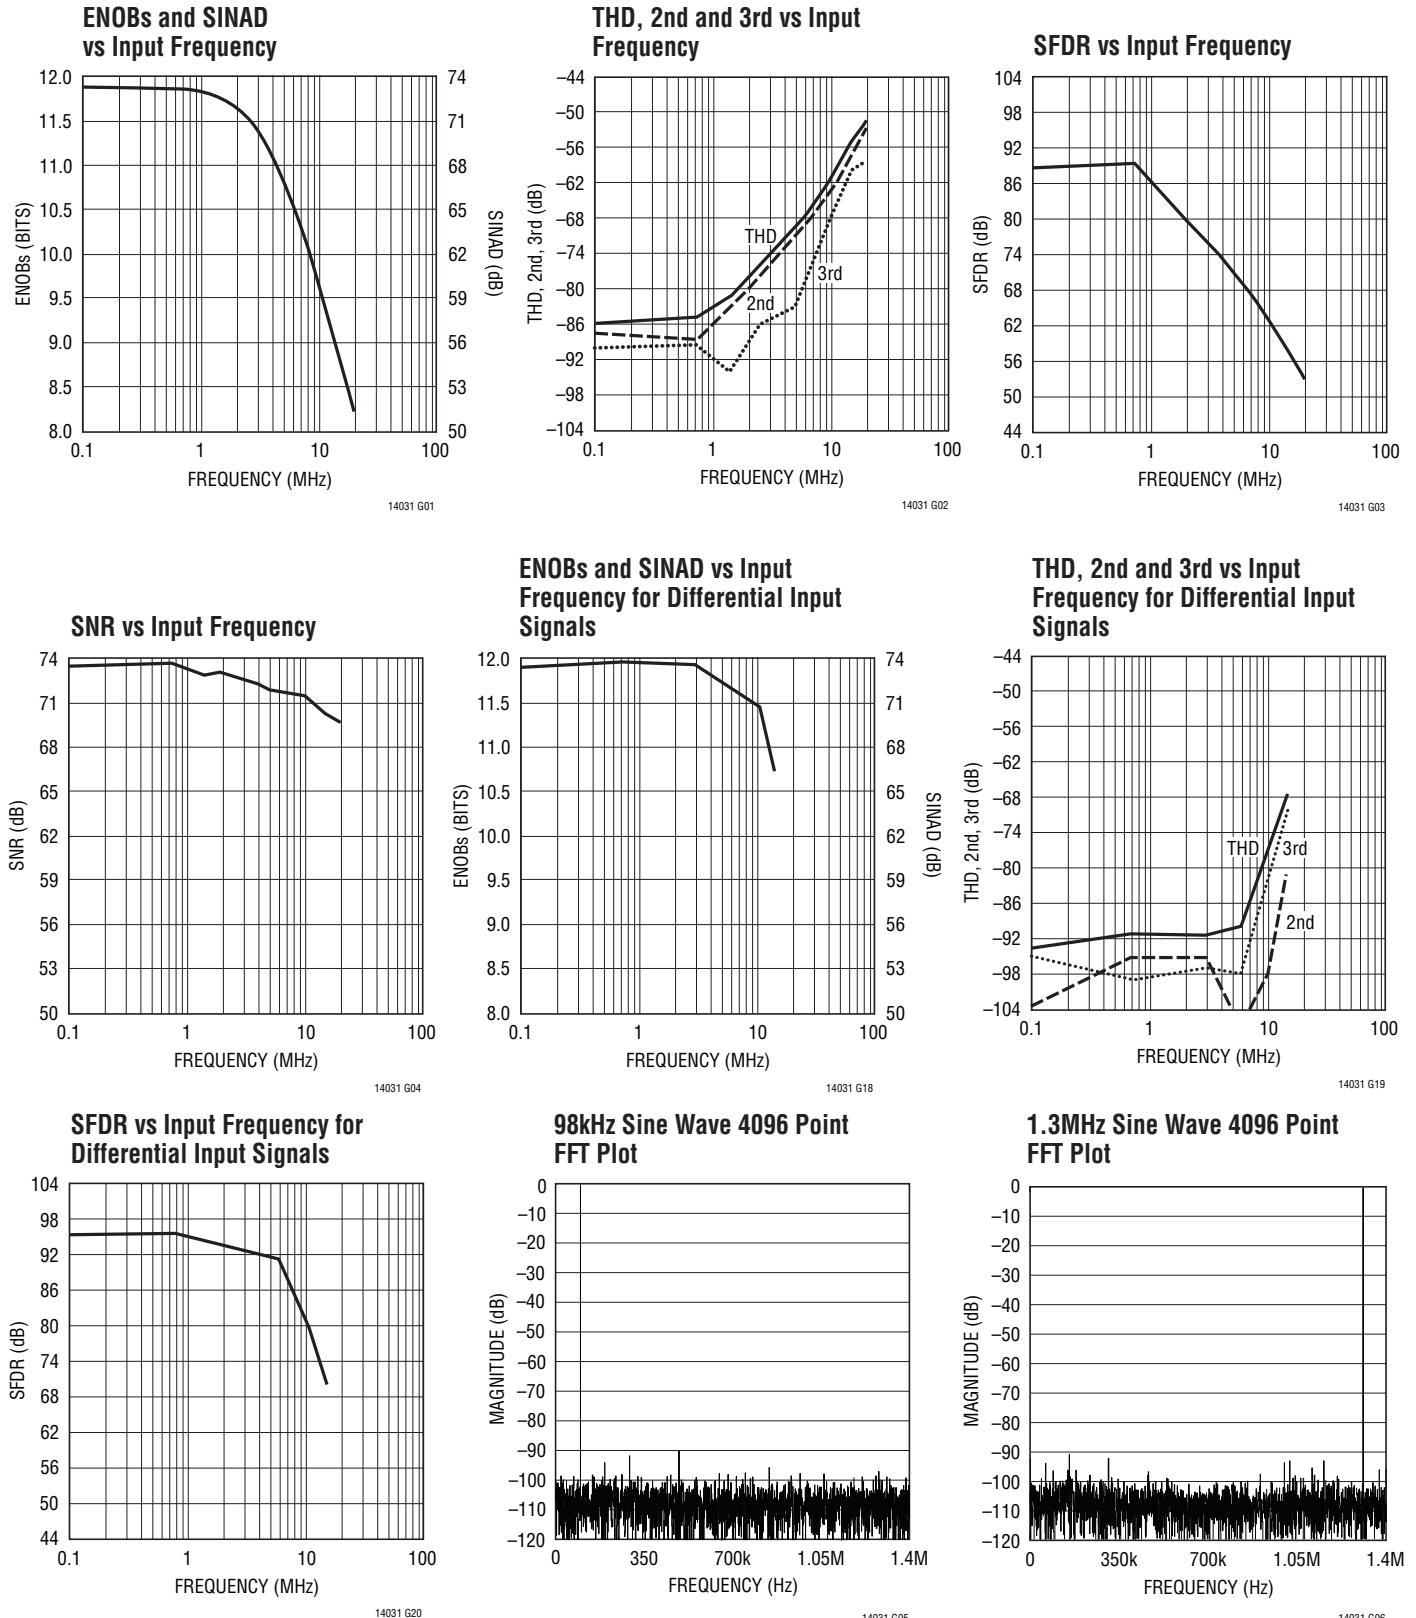 ENOBs and SINAD
vs Input Frequency
12.0
11.5
11.0
10.5
10.0
9.5
9.0
8.5
8.0
ENOBs (BITS)
74
71
68
65
62
59
56
53
50
SINAD (dB)
0.1
1
10
100
FREQUENCY (MHz)
14031 G01
THD, 2nd and 3rd vs Input
Frequency
–44
–50
–56
–62
–68
–74
–80
–86
–92
–98
–104
THD, 2nd, 3rd (dB)
THD
3rd
2nd
0.1
1
10
100
FREQUENCY (MHz)
14031 G02
SFDR vs Input Frequency
104
98
92
86
80
74
68
62
56
50
44
SFDR (dB)
0.1
1
10
100
FREQUENCY (MHz)
14031 G03
SNR vs Input Frequency
74
71
68
65
62
59
56
53
50
SNR (dB)
0.1
1
10
100
FREQUENCY (MHz)
14031 G04
ENOBs and SINAD vs Input
Frequency for Differential Input
Signals
12.0
11.5
11.0
10.5
10.0
9.5
9.0
8.5
8.0
ENOBs (BITS)
74
71
68
65
62
59
56
53
50
SINAD (dB)
0.1
1
10
100
FREQUENCY (MHz)
14031 G18
THD, 2nd and 3rd vs Input
Frequency for Differential Input
Signals
–44
–50
–56
–62
–68
–74
–80
–86
–92
–98
–104
THD, 2nd, 3rd (dB)
THD
3rd
2nd
0.1
1
10
100
FREQUENCY (MHz)
14031 G19
SFDR vs Input Frequency for
Differential Input Signals
104
98
92
86
80
74
68
62
56
50
44
SFDR (dB)
0.1
1
10
100
FREQUENCY (MHz)
14031 G20
98kHz Sine Wave 4096 Point
FFT Plot
0
–10
–20
–30
–40
–50
–60
–70
–80
–90
–100
–110
–120
MAGNITUDE (dB)
0
350
700k
1.05M
1.4M
FREQUENCY (Hz)
14031 G05
1.3MHz Sine Wave 4096 Point
FFT Plot
0
–10
–20
–30
–40
–50
–60
–70
–80
–90
–100
–110
–120
MAGNITUDE (dB)
0
350k
700k
1.05M
1.4M
FREQUENCY (Hz)
14031 G06